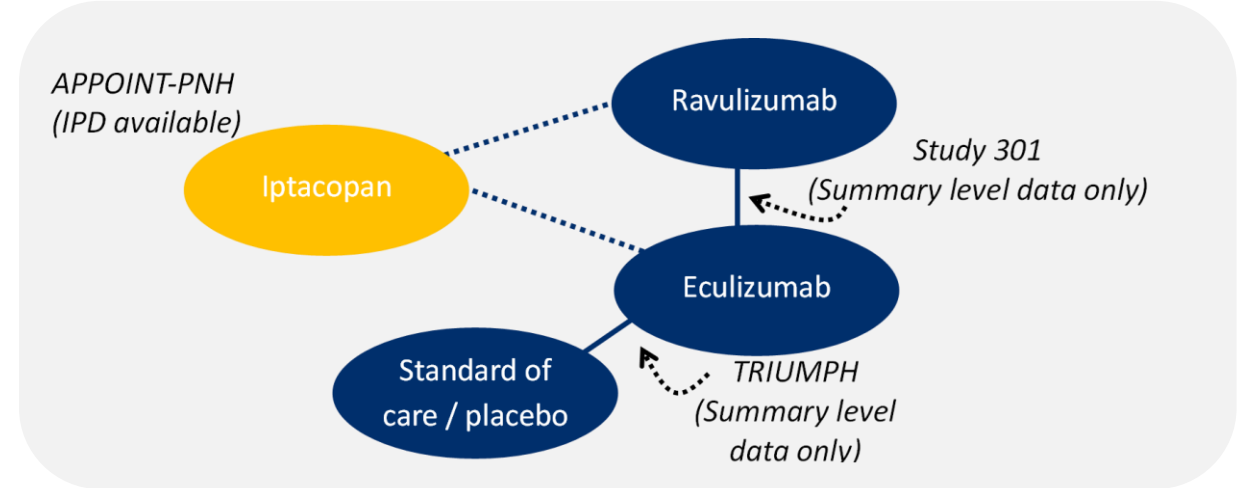 APPOINT-PNH
(IPD available)
Iptacopan
Ravulizumab
Study 301
(Summary level data only)
Eculizumab
Standard of
care / placebo
TRIUMPH
(Summary level
data only)